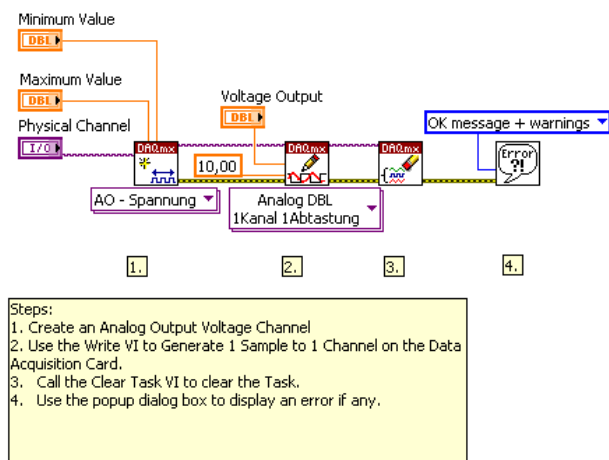 Minimum Value
DBL
Maximum Value
DBL
Physical Channel
I/O
DAQmx
AO - Spannung
Voltage Output
DBL
10,00
DAQmx
Analog DBL
1Kanal 1Abtastung
DAQmx
OK message + warnings
Error
?!
1.
2.
3.
4.
Steps:
1. Create an Analog Output Voltage Channel
2. Use the Write VI to Generate 1 Sample to 1 Channel on the Data
Acquisition Card.
3. Call the Clear Task VI to clear the Task.
4. Use the popup dialog box to display an error if any.